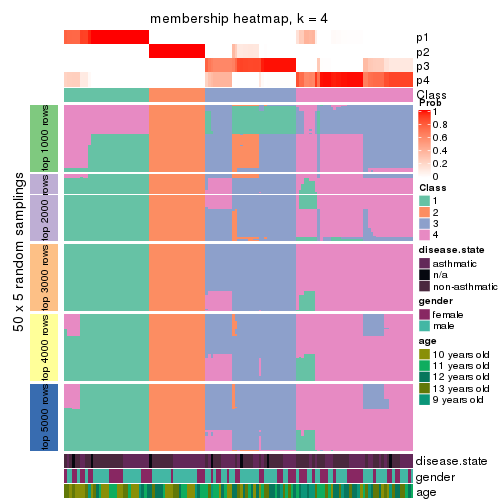 membership heatmap, k = 4
p1
p2
p3
p4
Class
50 x 5 random samplings
top 1000 rows
top 2000 rows
top 3000 rows
top 4000 rows
top 5000 rows
Prob
1
0.8
0.6
0.4
0.2
0
Class
1
2
3
4
disease.state
asthmatic
n/a
non-asthmatic
gender
female
male
age
10 years old
11 years old
12 years old
13 years old
9 years old
disease.state
gender
age